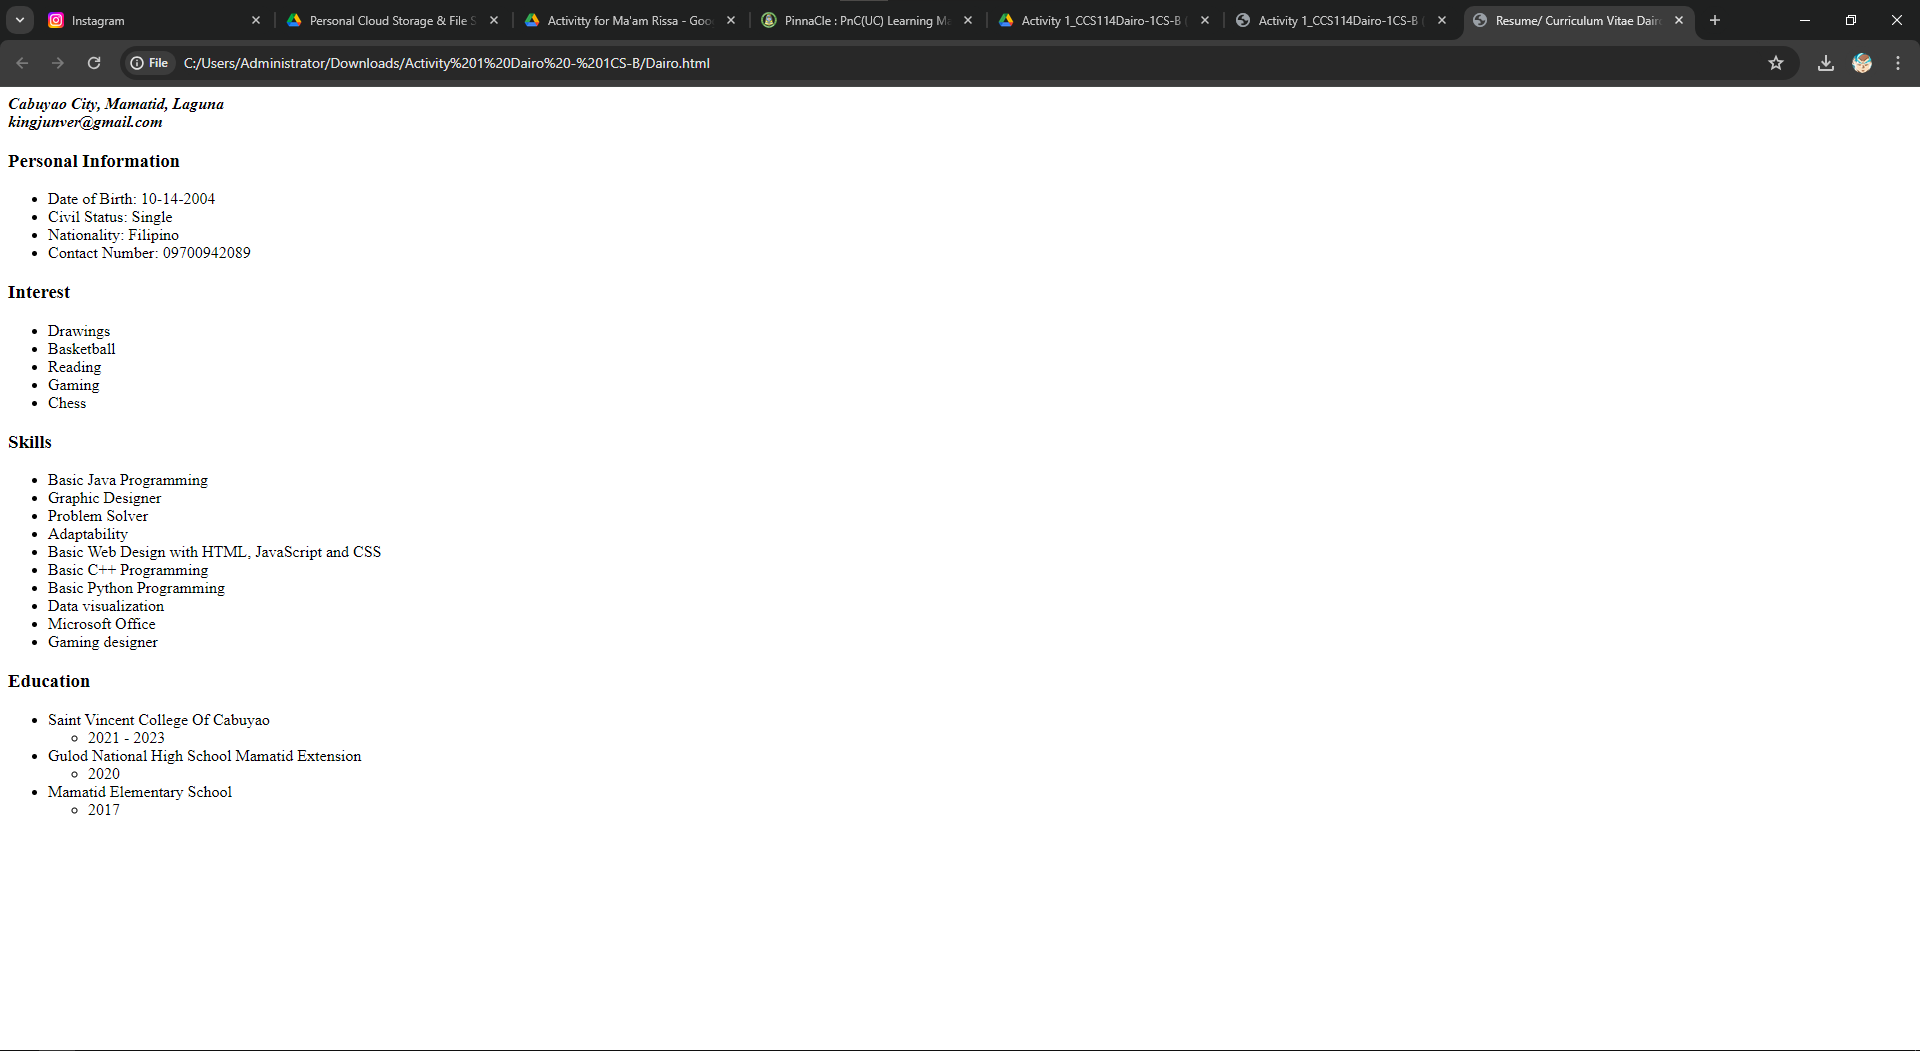 Instagram
Personal Cloud Storage & File S
Activitty for Ma'am Rissa - Goo
PinnaCle : PnC(UC) Learning Ma
Activity 1_CCS114Dairo-1CS-B (
Activity 1_CCS114Dairo-1CS-B (
Resume/ Curriculum Vitae Dairo
File
C:/Users/Administrator/Downloads/Activity%201%20Dairo%20-%201CS-B/Dairo.html
Cabuyao City, Mamatid, Laguna
kingjunver@gmail.com
Personal Information
Date of Birth: 10-14-2004
Civil Status: Single
Nationality: Filipino
Contact Number: 09700942089
Interest
Drawings
Basketball
Reading
Gaming
Chess
Skills
Basic Java Programming
Graphic Designer
Problem Solver
Adaptability
Basic Web Design with HTML, JavaScript and CSS
Basic C++ Programming
Basic Python Programming
Data visualization
Microsoft Office
Gaming designer
Education
Saint Vincent College Of Cabuyao
2021 - 2023
Gulod National High School Mamatid Extension
2020
Mamatid Elementary School
2017